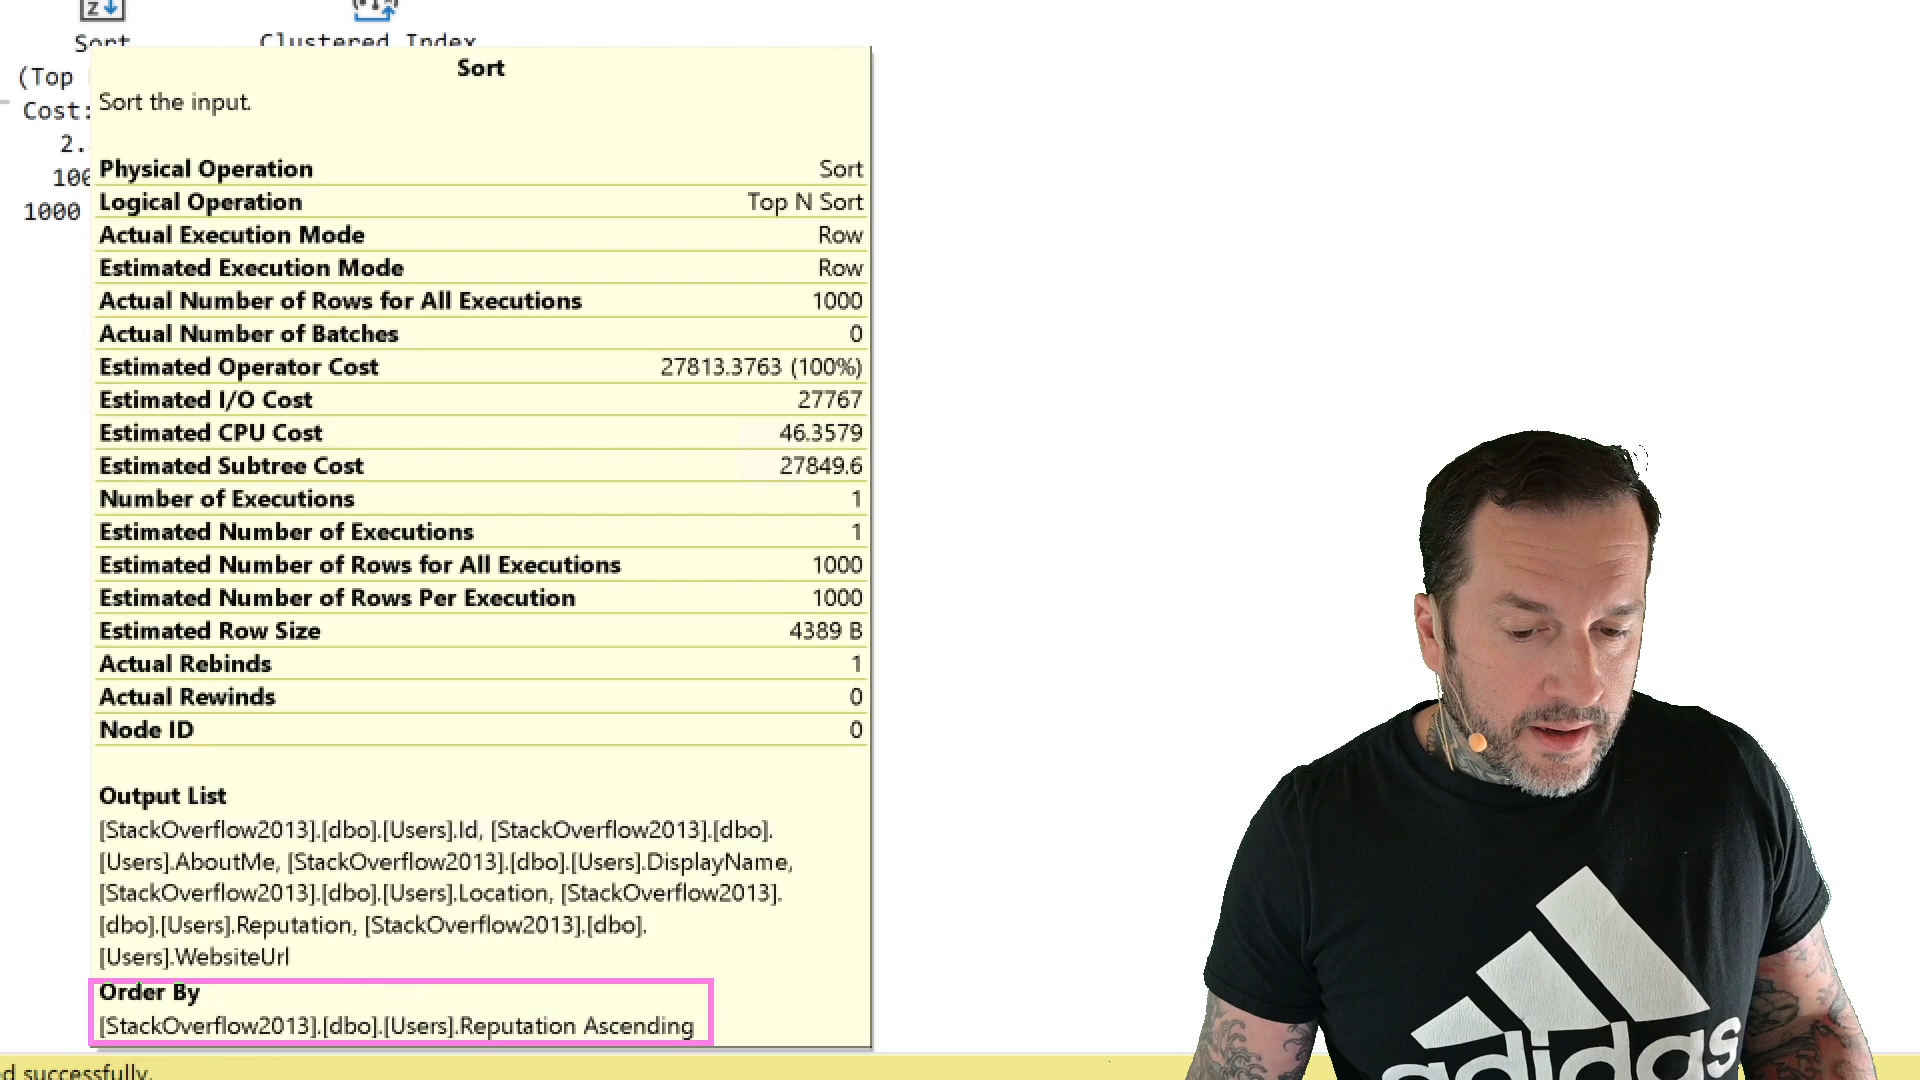 Sort
Clustered Index
(Top
Cost:
2.
100
1000
Sort
Sort the input.
Physical Operation Sort
Logical Operation Top N Sort
Actual Execution Mode Row
Estimated Execution Mode Row
Actual Number of Rows for All Executions 1000
Actual Number of Batches 0
Estimated Operator Cost 27813.3763 (100%)
Estimated I/O Cost 27767
Estimated CPU Cost 46.3579
Estimated Subtree Cost 27849.6
Number of Executions 1
Estimated Number of Executions 1
Estimated Number of Rows for All Executions 1000
Estimated Number of Rows Per Execution 1000
Estimated Row Size 4389 B
Actual Rebinds 1
Actual Rewinds 0
Node ID 0
Output List
[StackOverflow2013].[dbo].[Users].Id, [StackOverflow2013].[dbo].
[Users].AboutMe, [StackOverflow2013].[dbo].[Users].DisplayName,
[StackOverflow2013].[dbo].[Users].Location, [StackOverflow2013].
[dbo].[Users].Reputation, [StackOverflow2013].[dbo].
[Users].WebsiteUrl
Order By
[StackOverflow2013].[dbo].[Users].Reputation Ascending
d successfully.
adidas